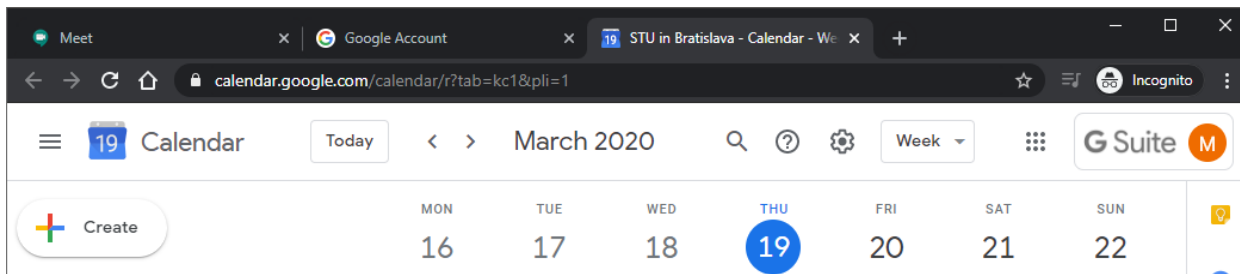 Meet
Google Account
19 STU in Bratislava - Calendar - We
calendar.google.com/calendar/r?tab=kc1&pli=1
Incognito
19 Calendar Today March 2020 Week G Suite M
Create
MON TUE WED THU FRI SAT SUN
16 17 18 19 20 21 22